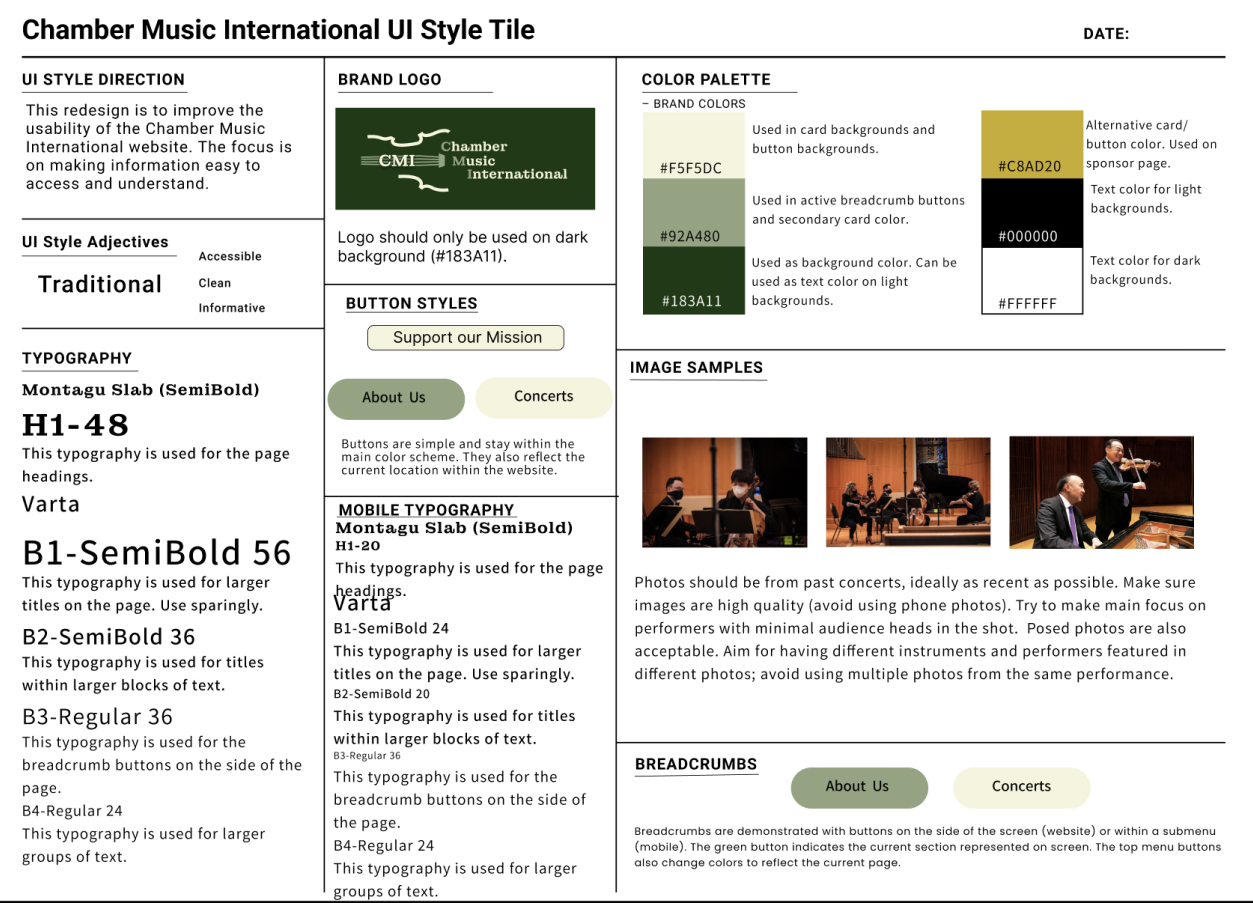 Chamber Music International UI Style Tile
DATE:
UI STYLE DIRECTION
This redesign is to improve the
usability of the Chamber Music
International website. The focus is
on making information easy to
access and understand.
UI Style Adjectives
Traditional
Accessible
Clean
Informative
TYPOGRAPHY
Montagu Slab (SemiBold)
H1-48
This typography is used for the page
headings.
Varta
B1-SemiBold 56
This typography is used for larger
titles on the page. Use sparingly.
B2-SemiBold 36
This typography is used for titles
within larger blocks of text.
B3-Regular 36
This typography is used for the
breadcrumb buttons on the side of the
page.
B4-Regular 24
This typography is used for larger
groups of text.
BRAND LOGO
CMI
Chamber
Music
International
Logo should only be used on dark
background (#183A11).
BUTTON STYLES
Support our Mission
About Us
Concerts
Buttons are simple and stay within the
main color scheme. They also reflect the
current location within the website.
MOBILE TYPOGRAPHY
Montagu Slab (SemiBold)
H1-20
This typography is used for the page
headings.
Varta
B1-SemiBold 24
This typography is used for larger
titles on the page. Use sparingly.
B2-SemiBold 20
This typography is used for titles
within larger blocks of text.
B3-Regular 36
This typography is used for the
breadcrumb buttons on the side of
the page.
B4-Regular 24
This typography is used for larger
groups of text.
COLOR PALETTE
– BRAND COLORS
#F5F5DC
Used in card backgrounds and
button backgrounds.
#92A480
Used in active breadcrumb buttons
and secondary card color.
#183A11
Used as background color. Can be
used as text color on light
backgrounds.
#C8AD20
Alternative card/
button color. Used on
sponsor page.
#000000
Text color for light
backgrounds.
#FFFFFF
Text color for dark
backgrounds.
IMAGE SAMPLES
Photos should be from past concerts, ideally as recent as possible. Make sure
images are high quality (avoid using phone photos). Try to make main focus on
performers with minimal audience heads in the shot. Posed photos are also
acceptable. Aim for having different instruments and performers featured in
different photos; avoid using multiple photos from the same performance.
BREADCRUMBS
About Us
Concerts
Breadcrumbs are demonstrated with buttons on the side of the screen (website) or within a submenu
(mobile). The green button indicates the current section represented on screen. The top menu buttons
also change colors to reflect the current page.